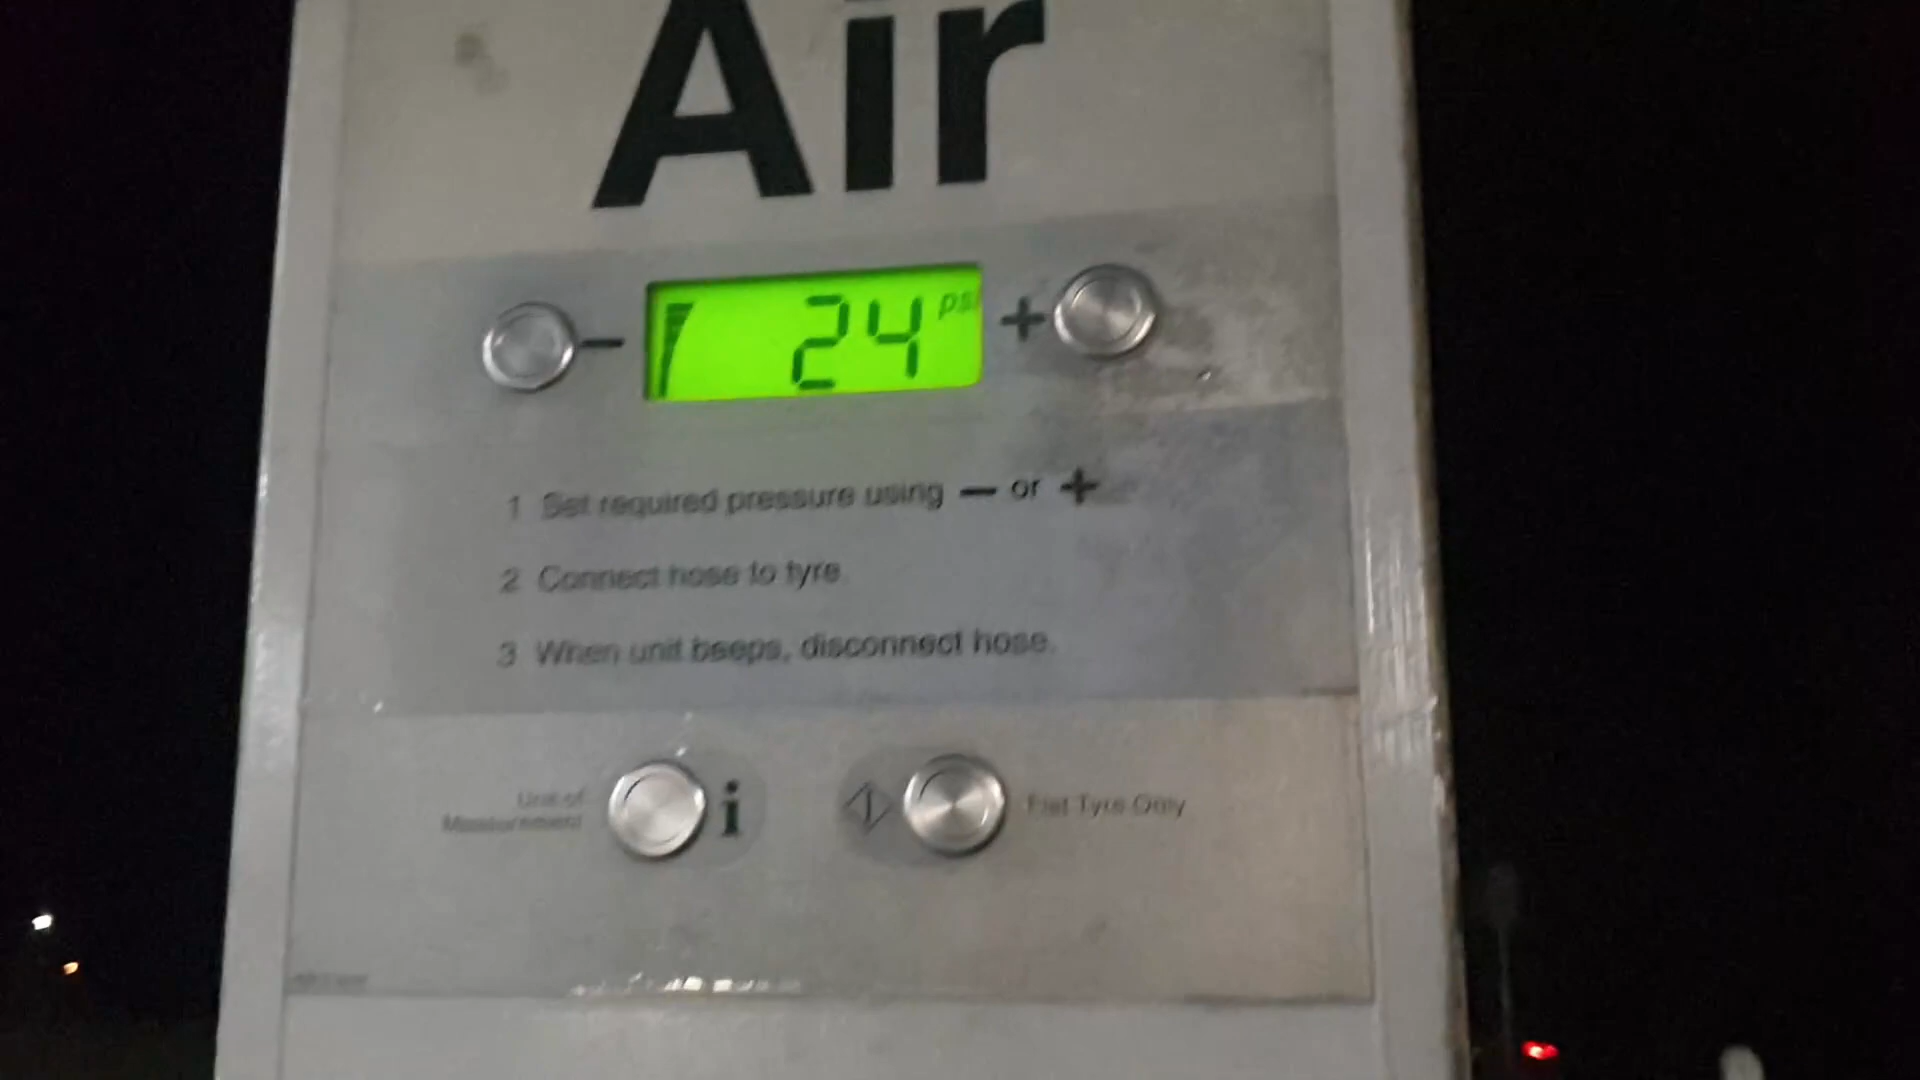 Air
— 24 psi +
1 Set required pressure using — or +
2 Connect hose to tyre
3 When unit beeps, disconnect hose.
Unit of
Measurement
i
Flat Tyre Only